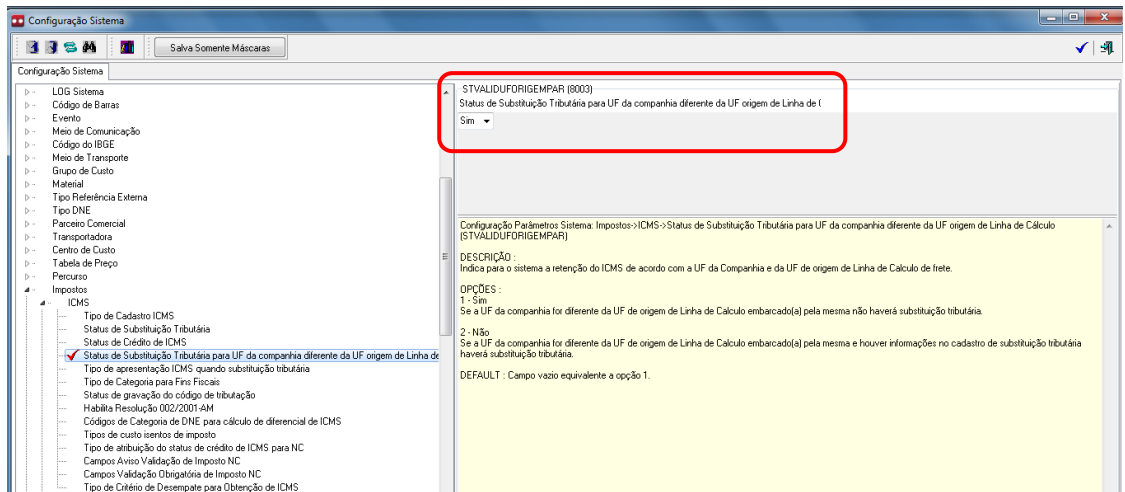 Configuração Sistema
Salva Somente Máscaras
Configuração Sistema
LOG Sistema
Código de Barras
Evento
Meio de Comunicação
Código do IBGE
Meio de Transporte
Grupo de Custo
Material
Tipo Referência Externa
Tipo DNE
Parceiro Comercial
Transportadora
Centro de Custo
Tabela de Preço
Percurso
Impostos
ICMS
Tipo de Cadastro ICMS
Status de Substituição Tributária
Status de Crédito de ICMS
Status de Substituição Tributária para UF da companhia diferente da UF origem de Linha de
Tipo de apresentação ICMS quando substituição tributária
Tipo de Categoria para Fins Fiscais
Status de gravação do código de tributação
Habilita Resolução 002/2001-AM
Códigos de Categoria de DNE para cálculo de diferencial de ICMS
Tipos de custo isentos de imposto
Tipo de atribuição do status de crédito de ICMS para NC
Campos Aviso Validação de Imposto NC
Campos Validação Obrigatória de Imposto NC
Tipo de Critério de Desempate para Obtenção de ICMS
STVALIDUFORIGEMPAR (8003)
Status de Substituição Tributária para UF da companhia diferente da UF origem de Linha de (
Sim
Configuração Parâmetros Sistema: Impostos->ICMS->Status de Substituição Tributária para UF da companhia diferente da UF origem de Linha de Cálculo
(STVALIDUFORIGEMPAR)
DESCRIÇÃO :
Indica para o sistema a retenção do ICMS de acordo com a UF da Companhia e da UF de origem de Linha de Calculo de frete.
OPÇÕES :
1 - Sim
Se a UF da companhia for diferente da UF de origem de Linha de Calculo embarcado(a) pela mesma não haverá substituição tributária.
2 - Não
Se a UF da companhia for diferente da UF de origem de Linha de Calculo embarcado(a) pela mesma e houver informações no cadastro de substituição tributária
haverá substituição tributária.
DEFAULT : Campo vazio equivalente a opção 1.